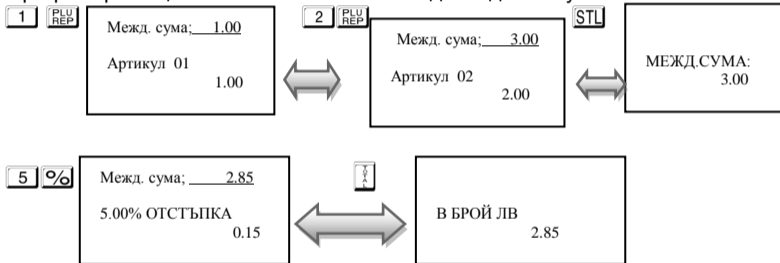 1 PLU REP
Межд. сума; 1.00
Артикул 01
1.00
2 PLU REP
Межд. сума; 3.00
Артикул 02
2.00
STL
МЕЖД.СУМА:
3.00
5 %
Межд. сума; 2.85
5.00% ОТСТЪПКА
0.15
TOTAL
В БРОЙ ЛВ
2.85